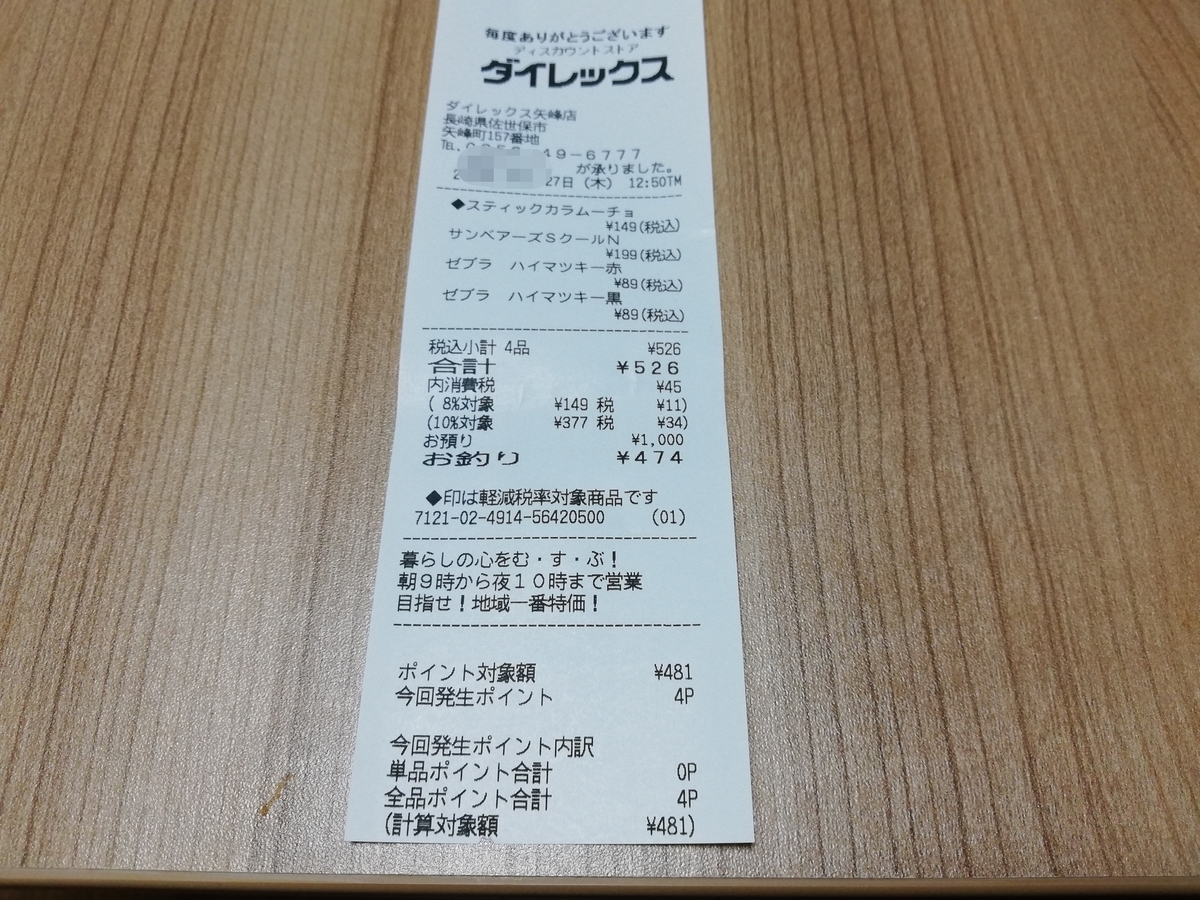 毎度ありがとうございます
ディスカウントストア
ダイレックス
ダイレックス矢峰店
長崎県佐世保市
矢峰町157番地
TEL. 49-6777
が承りました。
27日(木) 12:50TM
◆スティックカラムーチョ
¥149(税込)
サンベアーズSクールN
¥199(税込)
ゼブラ ハイマツキー赤
¥89(税込)
ゼブラ ハイマツキー黒
¥89(税込)
税込小計 4品 ¥526
合計 ¥526
内消費税 ¥45
( 8%対象 ¥149 税 ¥11)
(10%対象 ¥377 税 ¥34)
お預り ¥1,000
お釣り ¥474
◆印は軽減税率対象商品です
7121-02-4914-56420500 (01)
暮らしの心をむ・す・ぶ!
朝9時から夜10時まで営業
目指せ!地域一番特価!
ポイント対象額 ¥481
今回発生ポイント 4P
今回発生ポイント内訳
単品ポイント合計 0P
全品ポイント合計 4P
(計算対象額 ¥481)